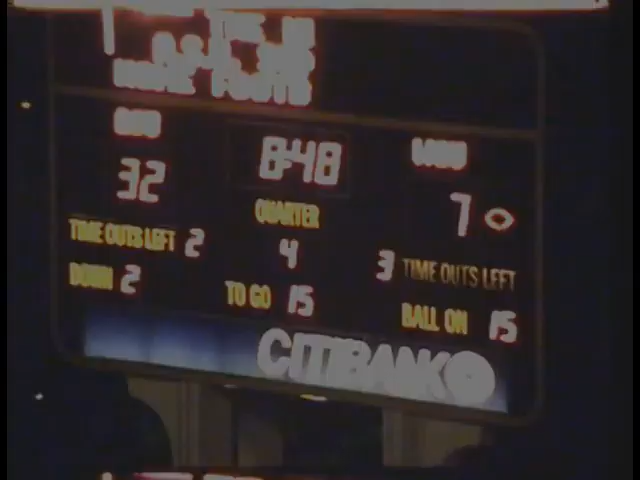 THE
8:48
32
7
QUARTER
TIME OUTS LEFT 2
4
3 TIME OUTS LEFT
DOWN 2
TO GO 15
BALL ON 15
CITIBANK